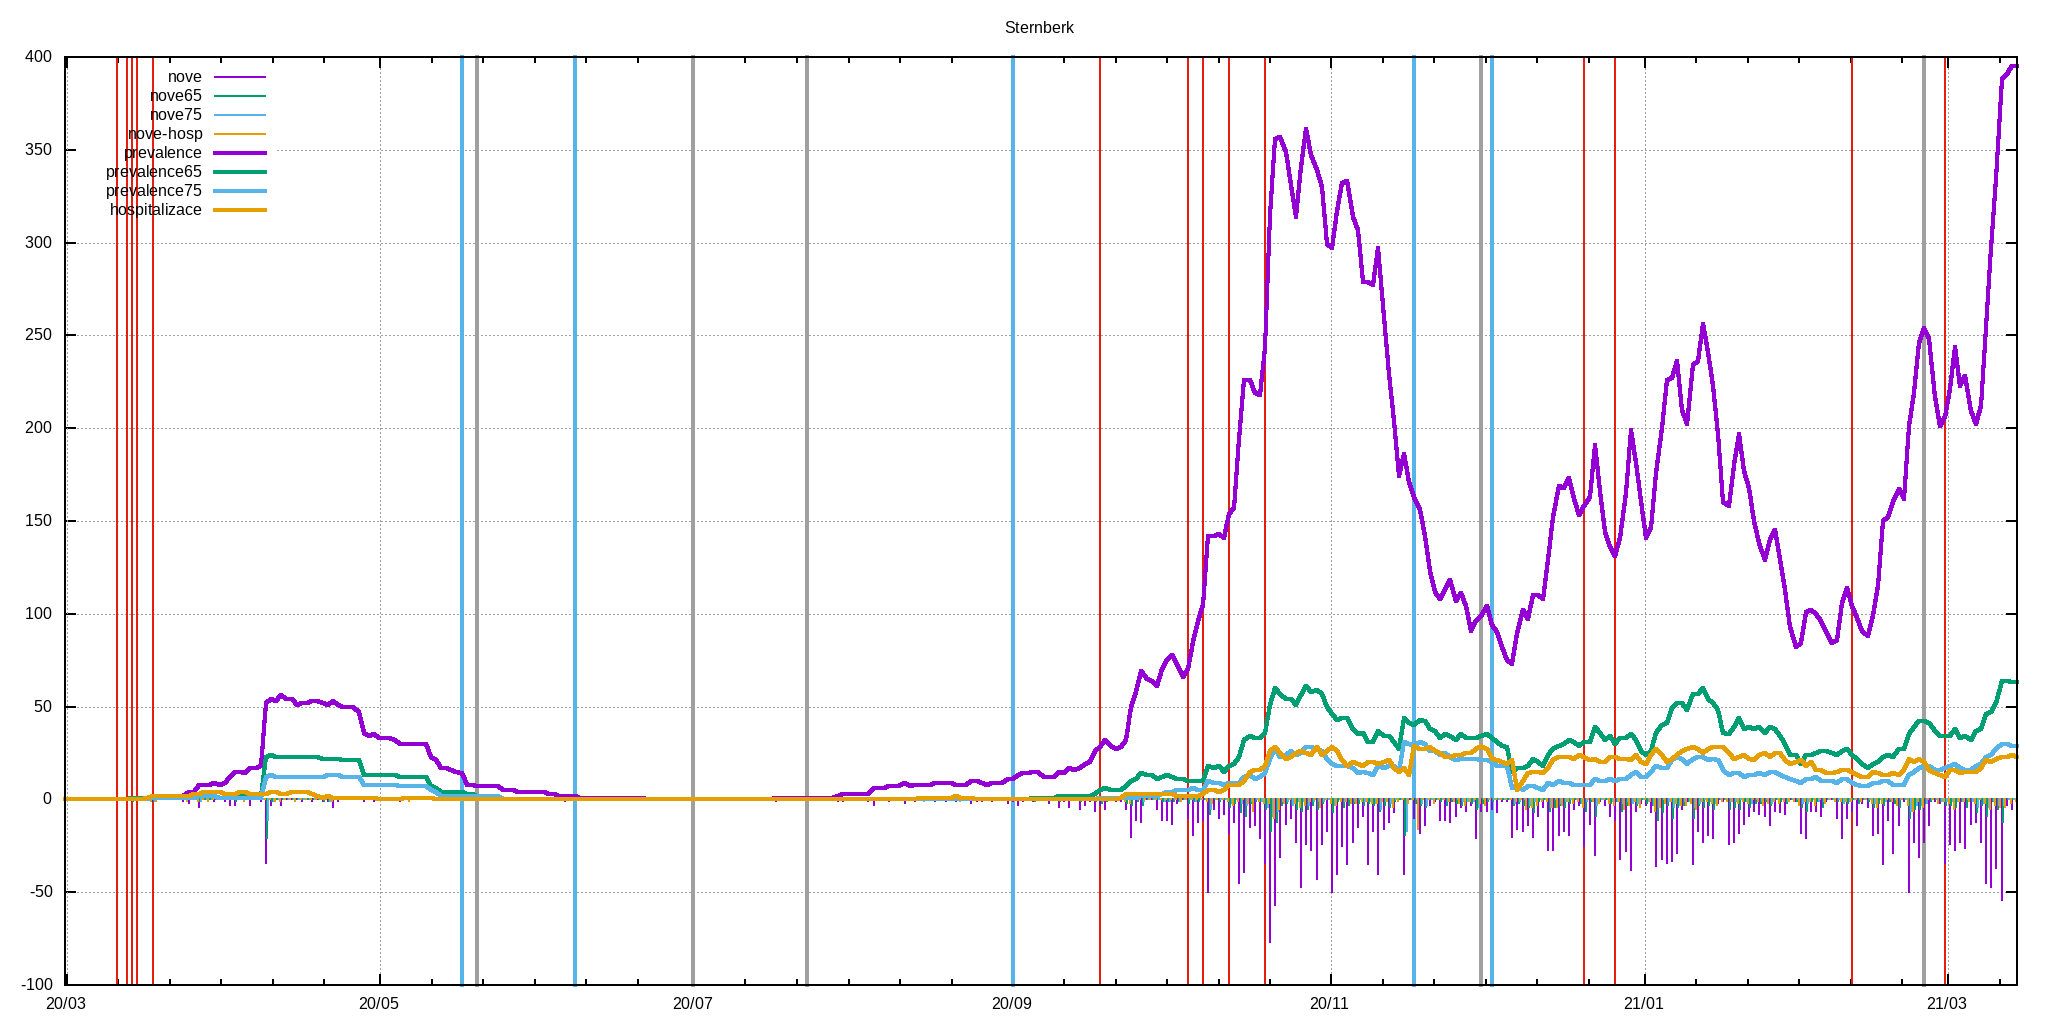 Sternberk
400
350
300
250
200
150
100
50
0
-50
-100
nove
nove65
nove75
nove-hosp
prevalence
prevalence65
prevalence75
hospitalizace
20/03 20/05 20/07 20/09 20/11 21/01 21/03